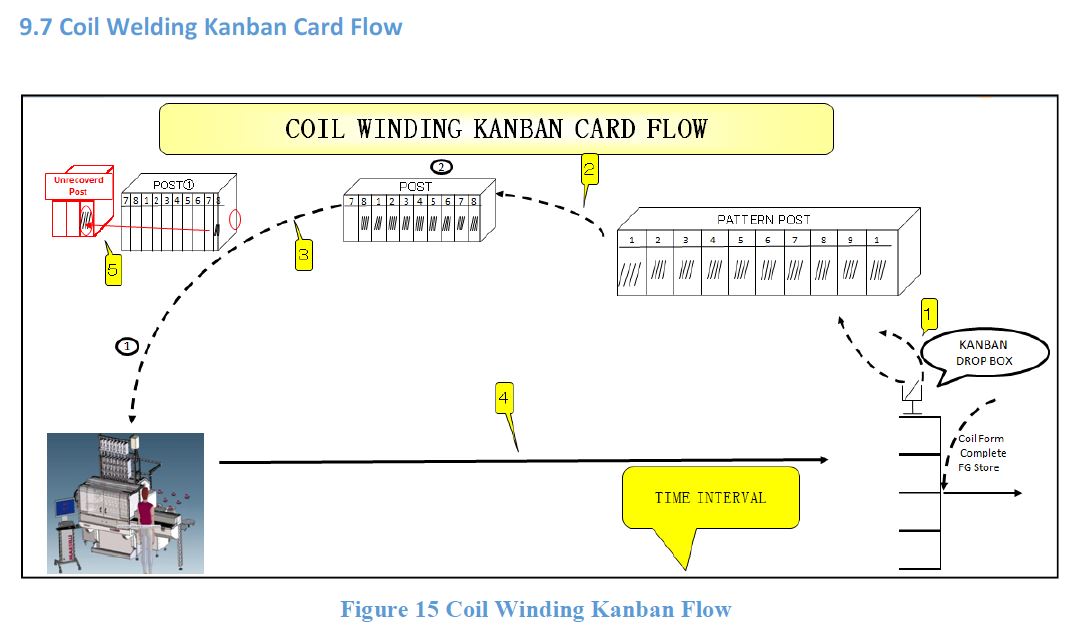 9.7 Coil Welding Kanban Card Flow
COIL WINDING KANBAN CARD FLOW
2
2
Unrecoverd
Post
POST①
7 8 1 2 3 4 5 6 7 8
POST
7 8 1 2 3 4 5 6 7 8
PATTERN POST
1 2 3 4 5 6 7 8 9 1
3
5
1
1
KANBAN
DROP BOX
4
Coil Form
Complete
FG Store
TIME INTERVAL
Figure 15 Coil Winding Kanban Flow